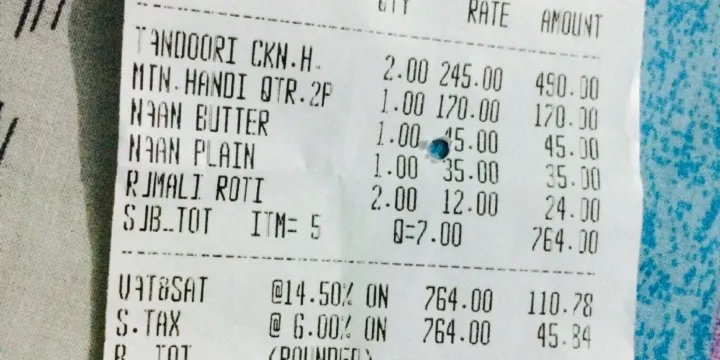 QTY RATE AMOUNT
TANDOORI CKN.H. 2.00 245.00 490.00
MTN.HANDI QTR.2P 1.00 170.00 170.00
NAAN BUTTER 1.00 45.00 45.00
NAAN PLAIN 1.00 35.00 35.00
RUMALI ROTI 2.00 12.00 24.00
SUB_TOT ITM= 5 Q=7.00 764.00
VAT&SAT @14.50% ON 764.00 110.78
S.TAX @ 6.00% ON 764.00 45.84
R_TOT (ROUNDED)